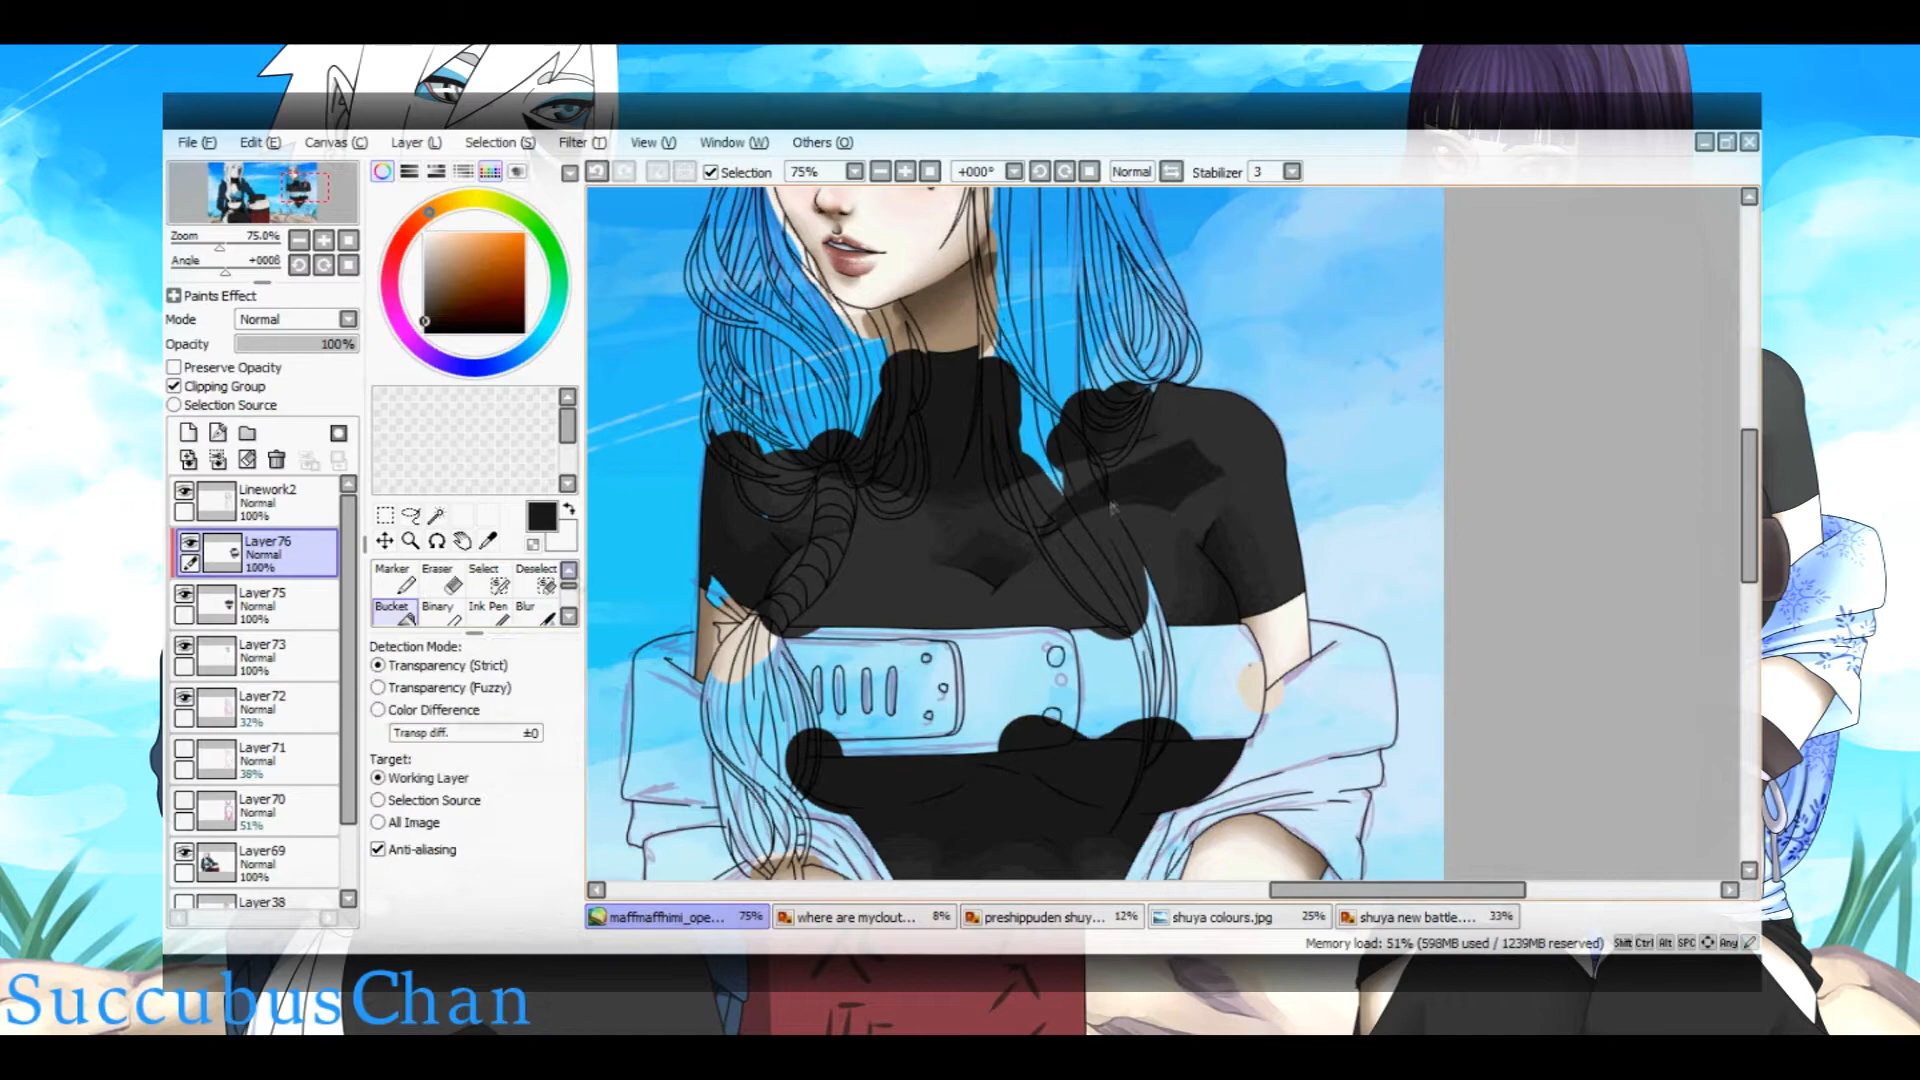 File (F) Edit (E) Canvas (C) Layer (L) Selection (S) Filter (T) View (V) Window (W) Others (O)
Selection 75% +000° Normal Stabilizer 3
Zoom 75.0%
Angle
Paints Effect
Mode Normal
Opacity 100%
Preserve Opacity
Clipping Group
Selection Source
Linework2
Normal
100%
Layer76
Normal
100%
Layer75
Normal
100%
Layer73
Normal
100%
Layer72
Normal
32%
Layer71
Normal
38%
Layer70
Normal
51%
Layer69
Normal
100%
Layer38
Marker Eraser Select Deselect
Bucket Binary Ink Pen Blur
Detection Mode:
Transparency (Strict)
Transparency (Fuzzy)
Color Difference
Transp diff. ±0
Target:
Working Layer
Selection Source
All Image
Anti-aliasing
maffmaffhimi_ope... 75% where are myclout... 8% preshippuden shuy... 12% shuya colours.jpg 25% shuya new battle.... 33%
Memory load: 51% (598MB used / 1239MB reserved) Shift Ctrl Alt SPC Any
SuccubusChan